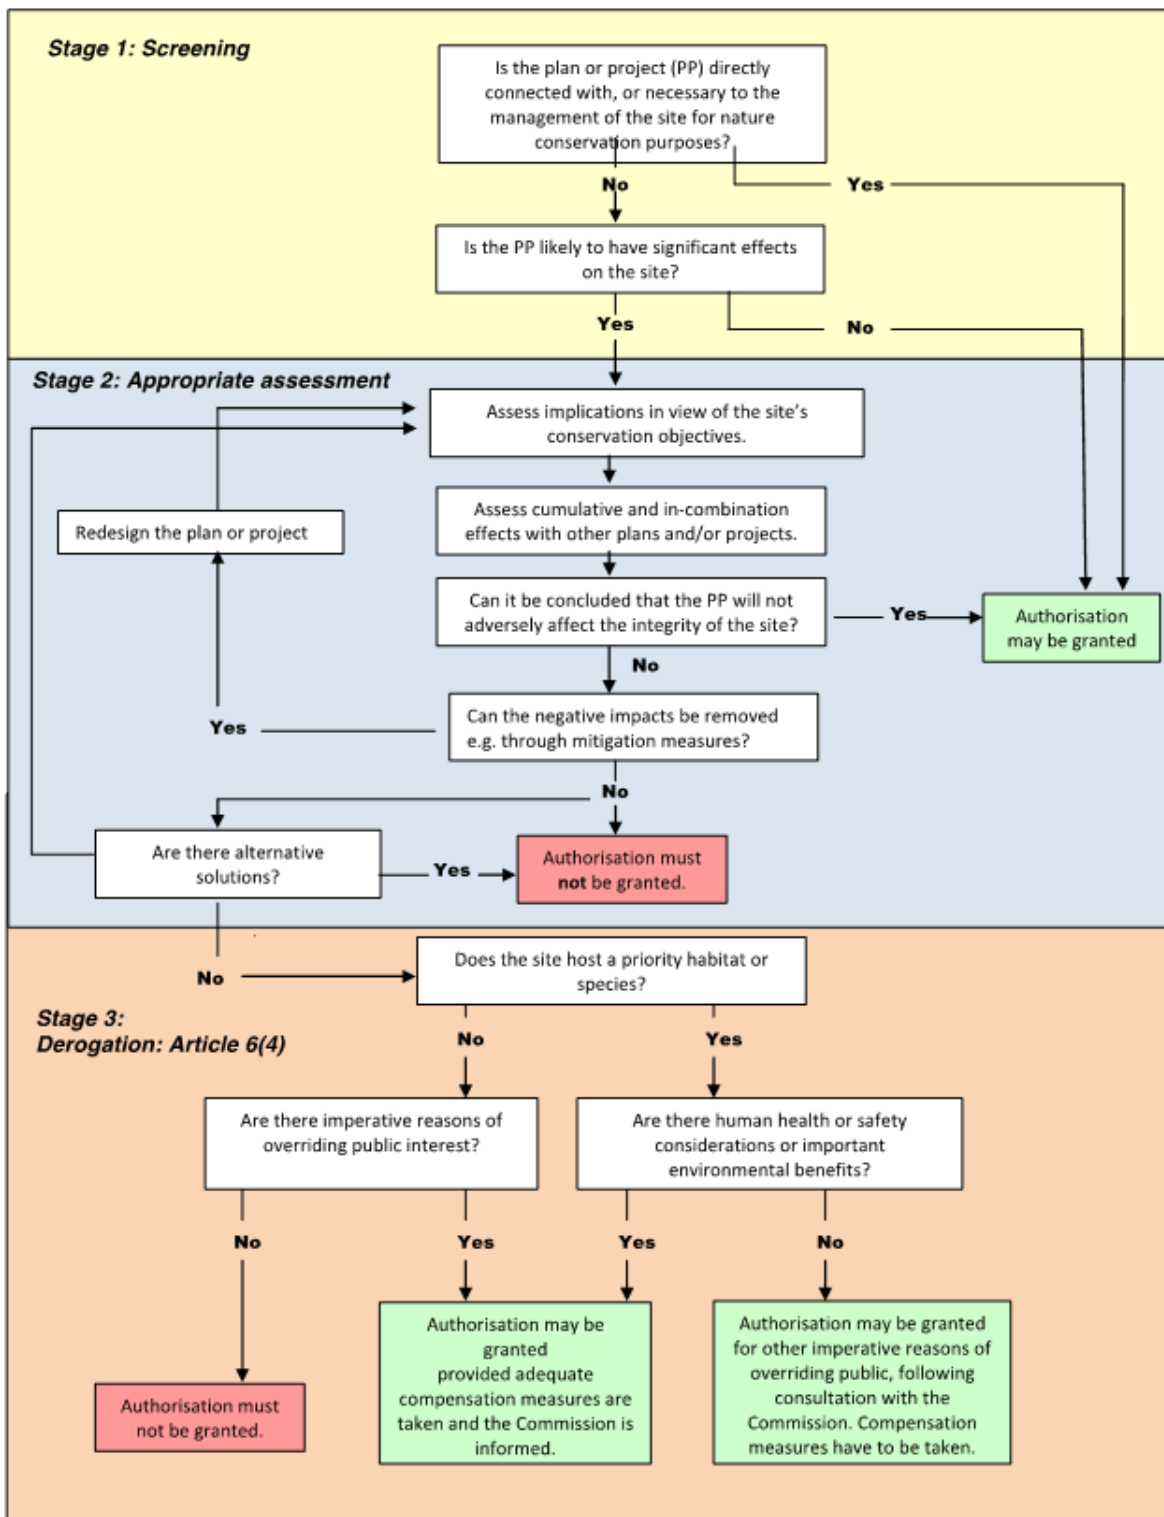 Stage 1: Screening
Is the plan or project (PP) directly
connected with, or necessary to the
management of the site for nature
conservation purposes?
No
Yes
Is the PP likely to have significant effects
on the site?
Yes
No
Stage 2: Appropriate assessment
Assess implications in view of the site's
conservation objectives.
Redesign the plan or project
Assess cumulative and in-combination
effects with other plans and/or projects.
Can it be concluded that the PP will not
adversely affect the integrity of the site?
Yes
Authorisation
may be granted
No
Can the negative impacts be removed
e.g. through mitigation measures?
Yes
No
Are there alternative
solutions?
Yes
Authorisation must
not be granted.
No
Does the site host a priority habitat or
species?
Stage 3:
Derogation: Article 6(4)
No
Yes
Are there imperative reasons of
overriding public interest?
Are there human health or safety
considerations or important
environmental benefits?
No
Yes
Yes
No
Authorisation must
not be granted.
Authorisation may be
granted
provided adequate
compensation measures are
taken and the Commission is
informed.
Authorisation may be granted
for other imperative reasons of
overriding public, following
consultation with the
Commission. Compensation
measures have to be taken.